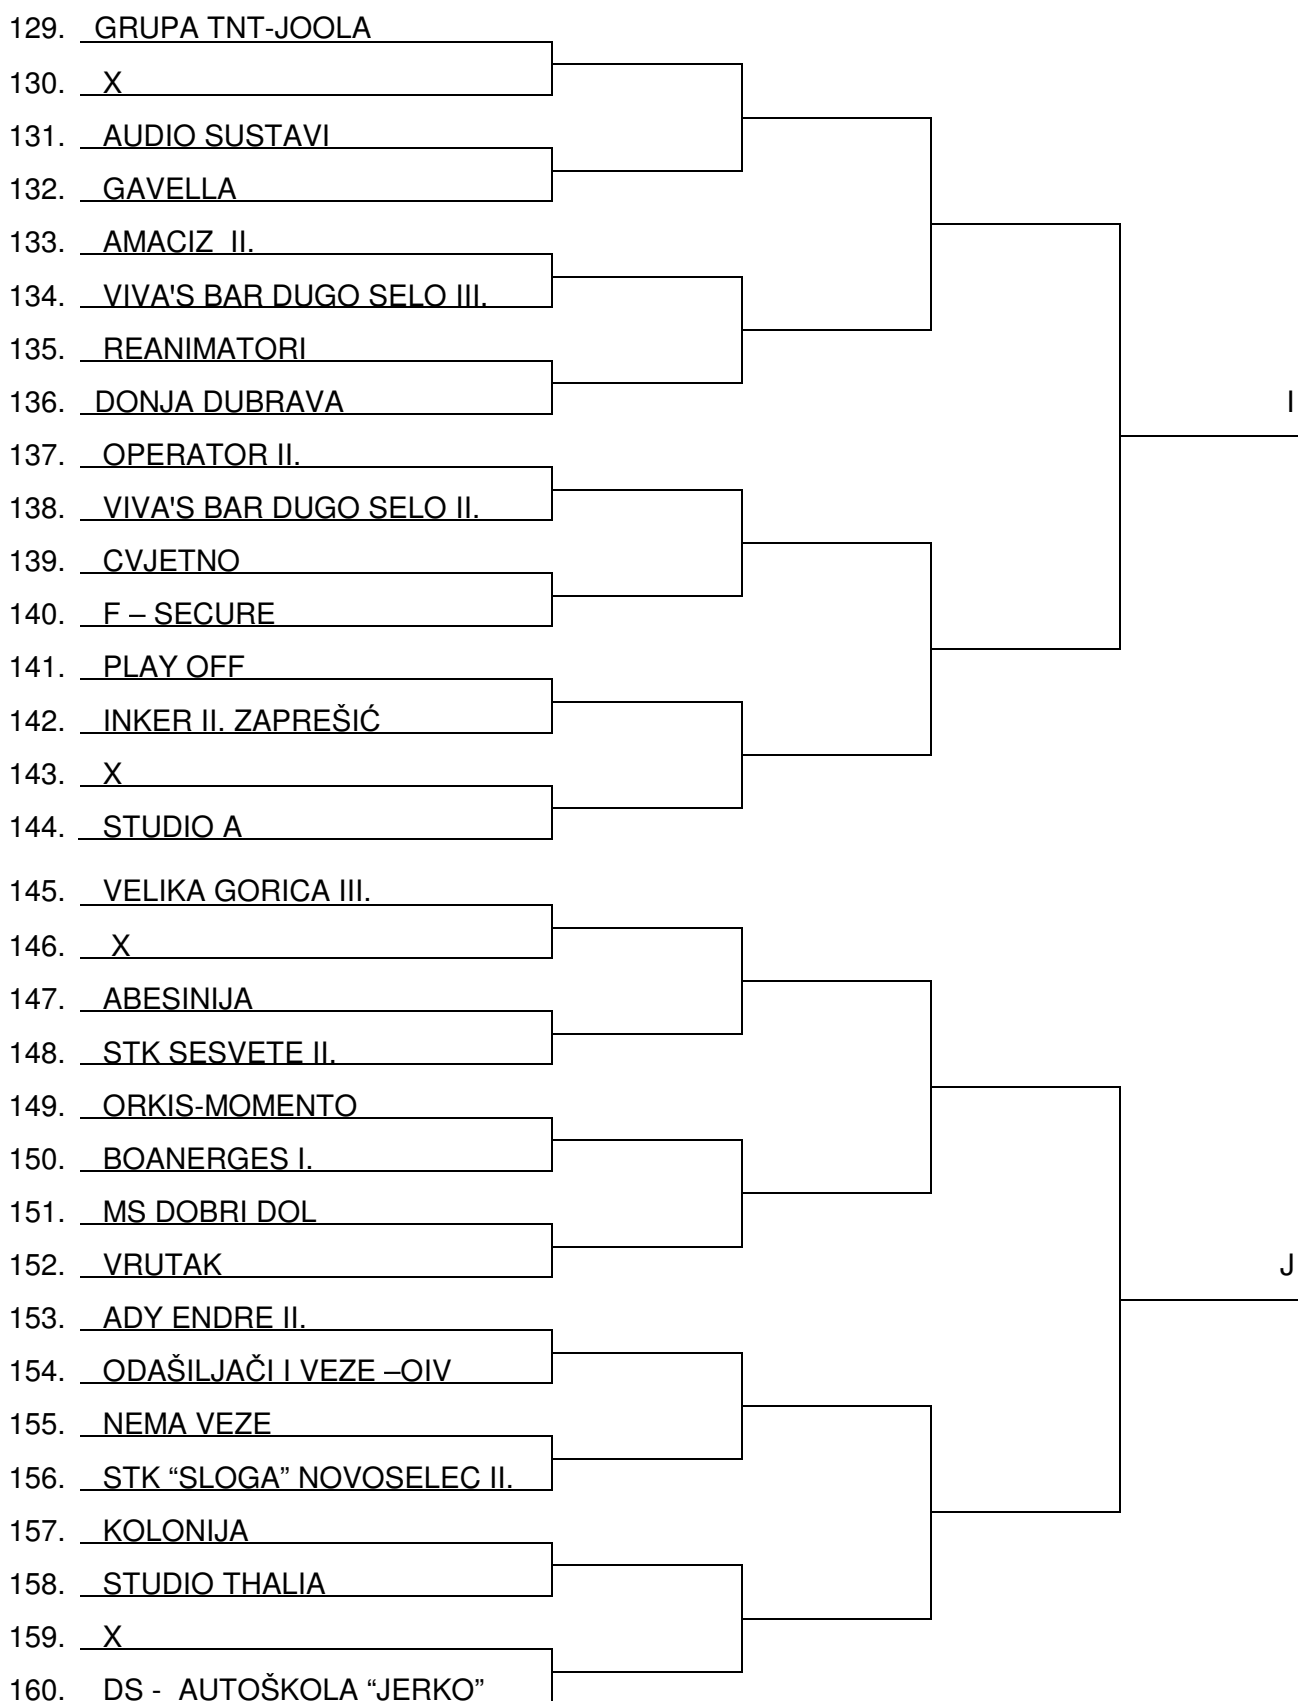 129. GRUPA TNT-JOOLA
130. X
131. AUDIO SUSTAVI
132. GAVELLA
133. AMACIZ II.
134. VIVA'S BAR DUGO SELO III.
135. REANIMATORI
136. DONJA DUBRAVA
I
137. OPERATOR II.
138. VIVA'S BAR DUGO SELO II.
139. CVJETNO
140. F – SECURE
141. PLAY OFF
142. INKER II. ZAPREŠIĆ
143. X
144. STUDIO A
145. VELIKA GORICA III.
146. X
147. ABESINIJA
148. STK SESVETE II.
149. ORKIS-MOMENTO
150. BOANERGES I.
151. MS DOBRI DOL
152. VRUTAK
J
153. ADY ENDRE II.
154. ODAŠILJAČI I VEZE –OIV
155. NEMA VEZE
156. STK “SLOGA” NOVOSELEC II.
157. KOLONIJA
158. STUDIO THALIA
159. X
160. DS - AUTOŠKOLA “JERKO”